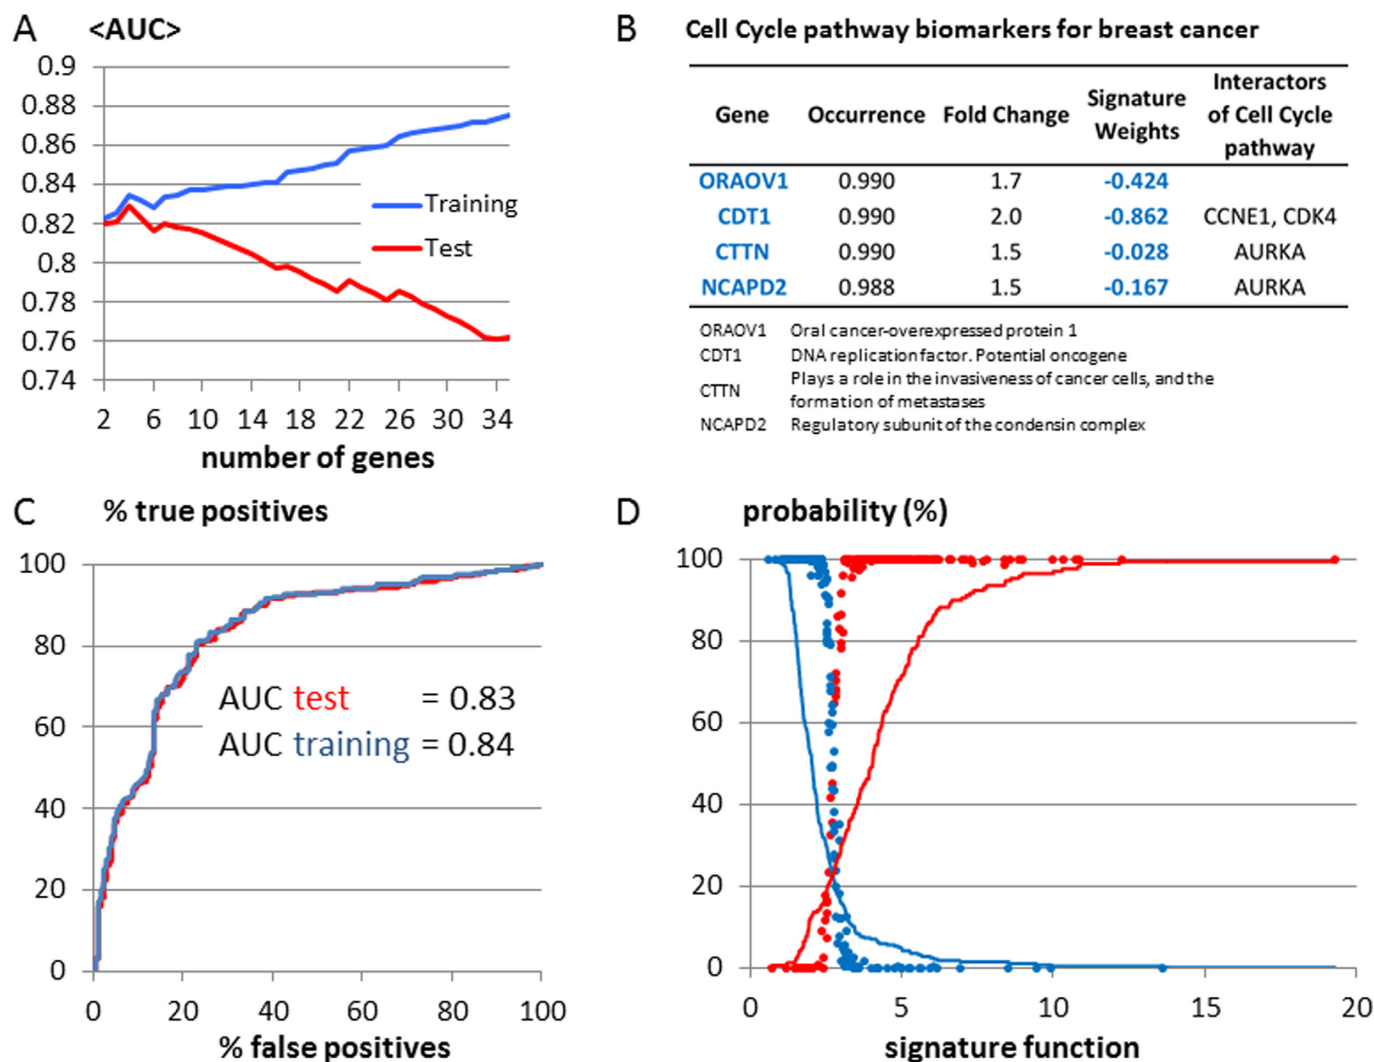 A <AUC>
0.9
0.88
0.86
0.84
0.82
0.8
0.78
0.76
0.74
Training
Test
2 6 10 14 18 22 26 30 34
number of genes
B Cell Cycle pathway biomarkers for breast cancer
Gene Occurrence Fold Change Signature Weights Interactors of Cell Cycle pathway
ORAOV1 0.990 1.7 -0.424
CDT1 0.990 2.0 -0.862 CCNE1, CDK4
CTTN 0.990 1.5 -0.028 AURKA
NCAPD2 0.988 1.5 -0.167 AURKA
ORAOV1 Oral cancer-overexpressed protein 1
CDT1 DNA replication factor. Potential oncogene
CTTN Plays a role in the invasiveness of cancer cells, and the
formation of metastases
NCAPD2 Regulatory subunit of the condensin complex
C % true positives
100
80
60
40
20
0
AUC test = 0.83
AUC training = 0.84
0 20 40 60 80 100
% false positives
D probability (%)
100
80
60
40
20
0
0 5 10 15 20
signature function